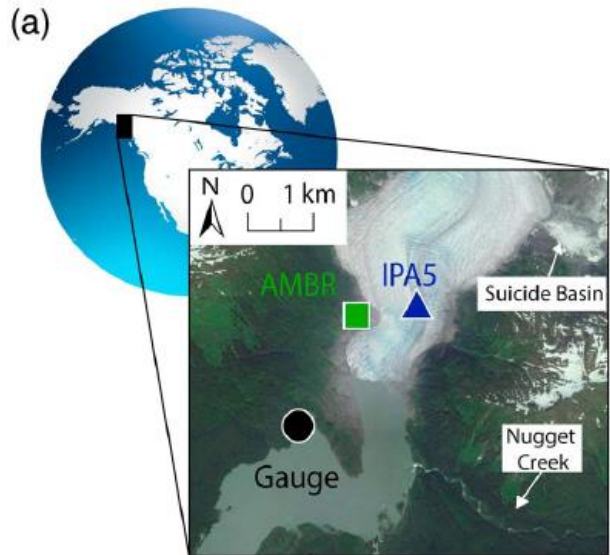 (a)
N
0 1 km
AMBR
IPA5
Suicide Basin
Gauge
Nugget
Creek